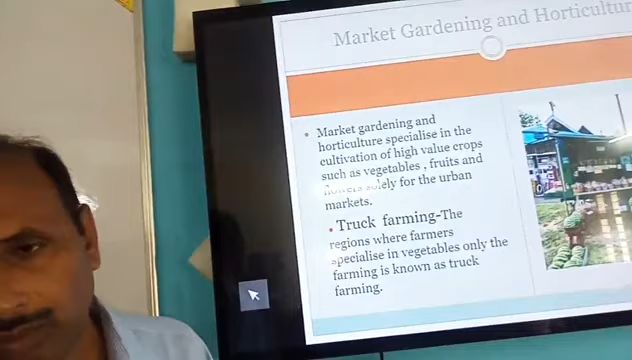 Market Gardening and Horticultur
• Market gardening and
horticulture specialise in the
cultivation of high value crops
such as vegetables , fruits and
flowers solely for the urban
markets.
• Truck farming-The
regions where farmers
specialise in vegetables only the
farming is known as truck
farming.